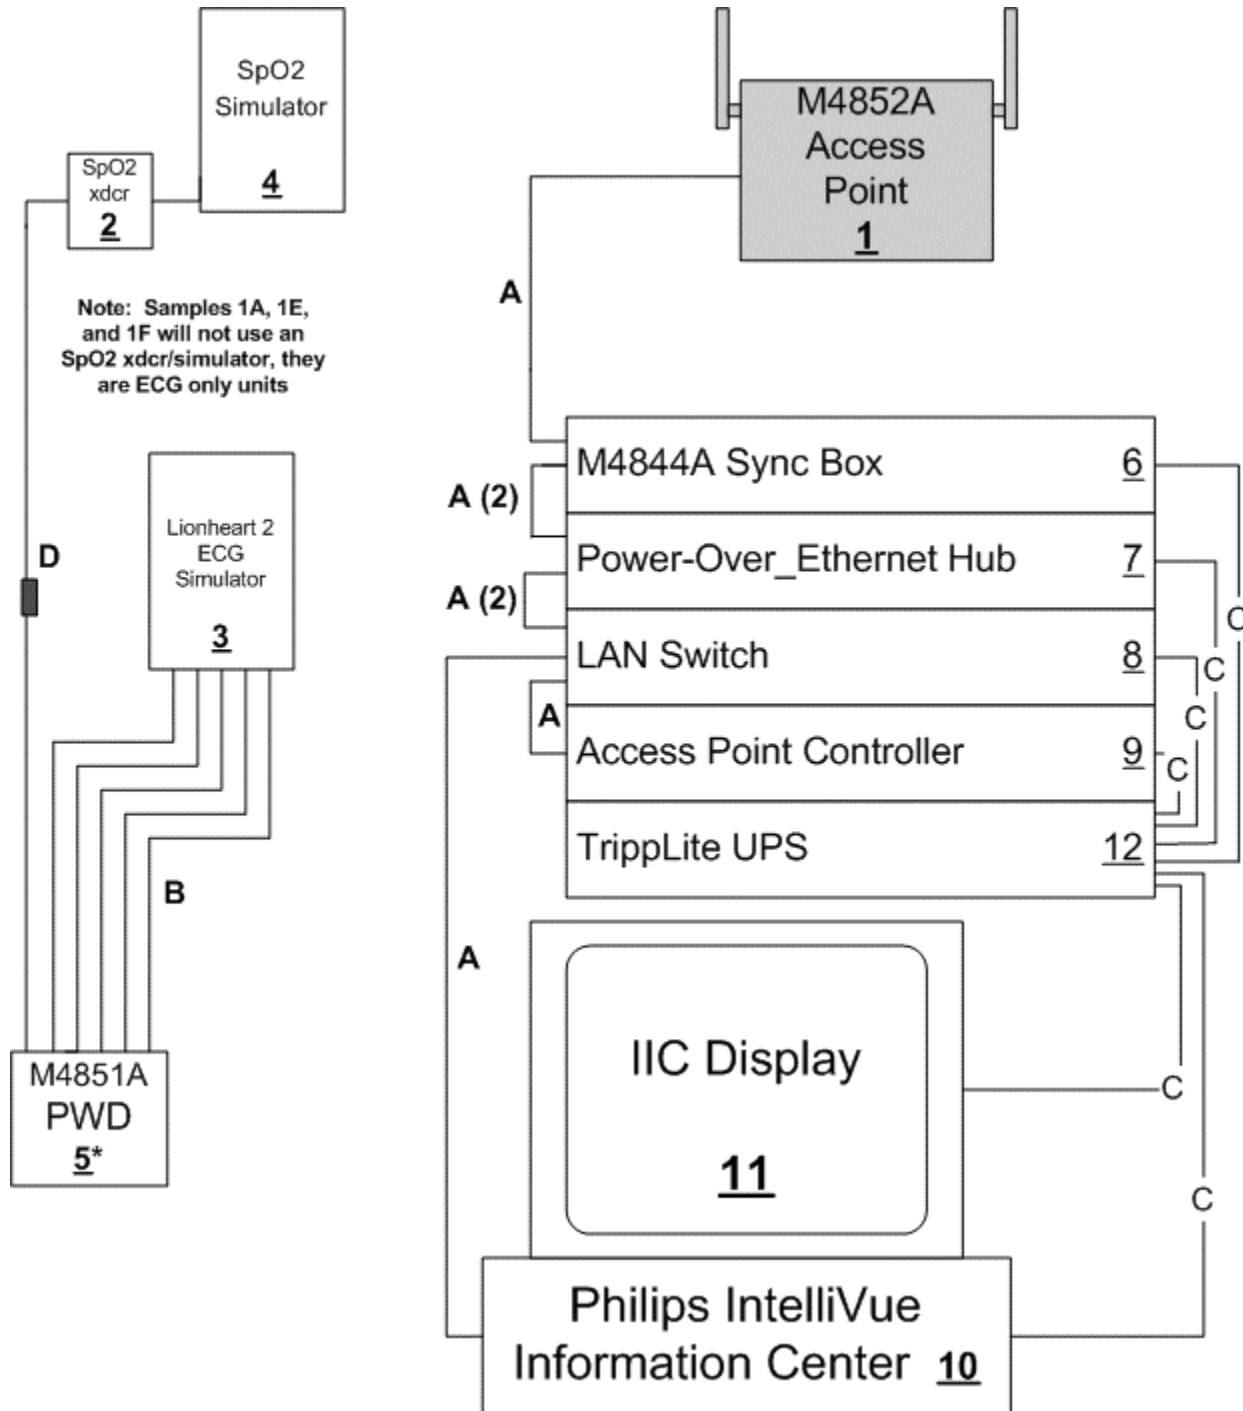 SpO2
Simulator
4
SpO2
xdcr
2
Note: Samples 1A, 1E,
and 1F will not use an
SpO2 xdcr/simulator, they
are ECG only units
Lionheart 2
ECG
Simulator
3
D
B
M4851A
PWD
5*
M4852A
Access
Point
1
A
M4844A Sync Box 6
A (2)
Power-Over_Ethernet Hub 7
A (2)
LAN Switch 8
A
Access Point Controller 9
TrippLite UPS 12
C
C
C
C
A
IIC Display
11
C
C
Philips IntelliVue
Information Center 10